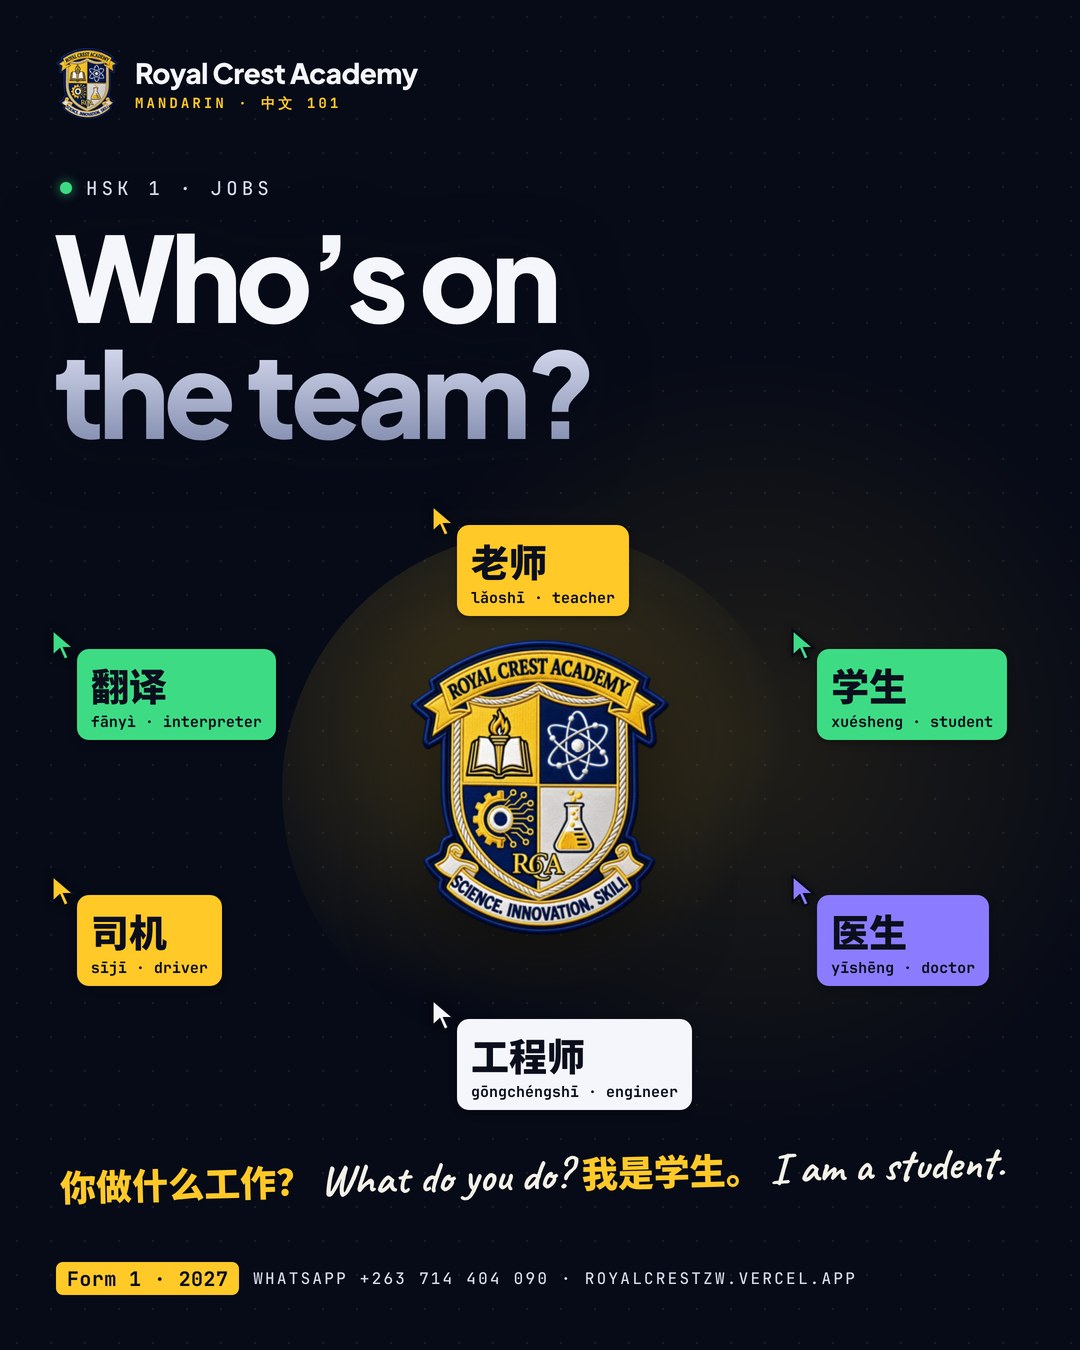 ROYAL CREST ACADEMY
Royal Crest Academy
MANDARIN · 中文 101
HSK 1 · JOBS
Who’s on
the team?
老师
lǎoshī · teacher
翻译
fānyì · interpreter
学生
xuésheng · student
ROYAL CREST ACADEMY
RCA
SCIENCE. INNOVATION. SKILL
司机
sījī · driver
医生
yīshēng · doctor
工程师
gōngchéngshī · engineer
你做什么工作? What do you do? 我是学生。 I am a student.
Form 1 · 2027 WHATSAPP +263 714 404 090 · ROYALCRESTZW.VERCEL.APP